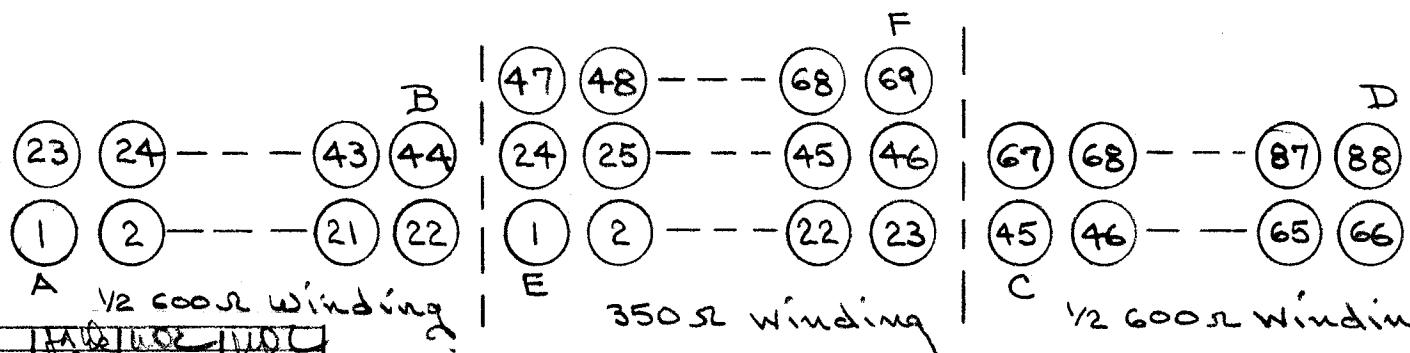 F
47 48 --- 68 69
B D
23 24 --- 43 44 24 25 --- 45 46 67 68 --- 87 88
1 2 --- 21 22 1 2 --- 22 23 45 46 --- 65 66
A E C
1/2 600Ω Winding 350Ω Winding 1/2 600Ω Windin